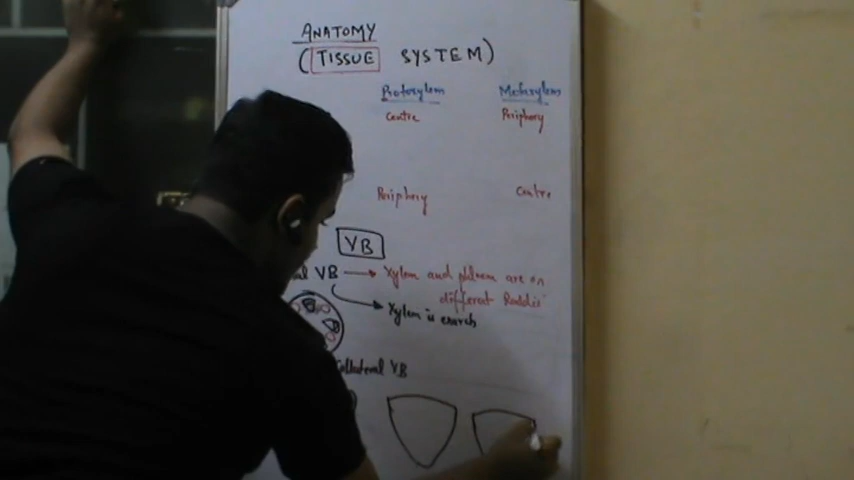 ANATOMY
(TISSUE SYSTEM)
Protoxylem Metaxylem
Centre Periphery
Periphery Centre
VB
VB → Xylem and phloem are on
different Raddii
Xylem is exarch
Collateral VB